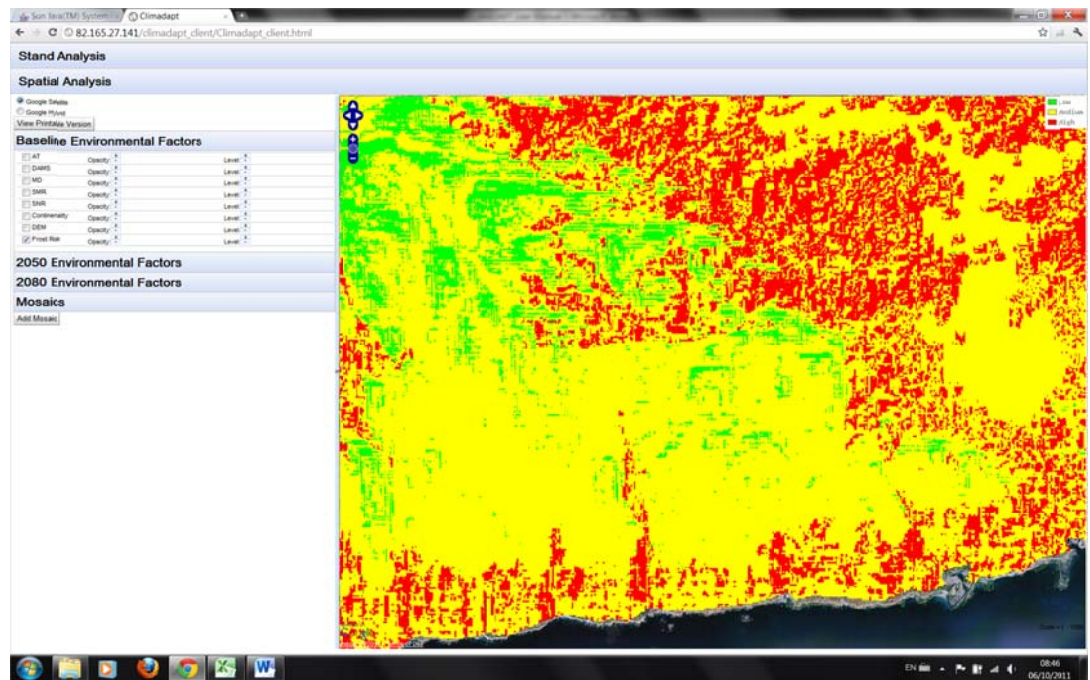 Sun Java(TM) System
Climadapt
82.165.27.141/climadapt_client/Climadapt_client.html
Stand Analysis
Spatial Analysis
Google Satellite
Google Hybrid
View Printable Version
Baseline Environmental Factors
AT Opacity: Level:
DAMS Opacity: Level:
MD Opacity: Level:
SMR Opacity: Level:
SNR Opacity: Level:
Continenality Opacity: Level:
DEM Opacity: Level:
Frost Risk Opacity: Level:
2050 Environmental Factors
2080 Environmental Factors
Mosaics
Add Mosaic
Low
Medium
High
EN
08:46
06/10/2011